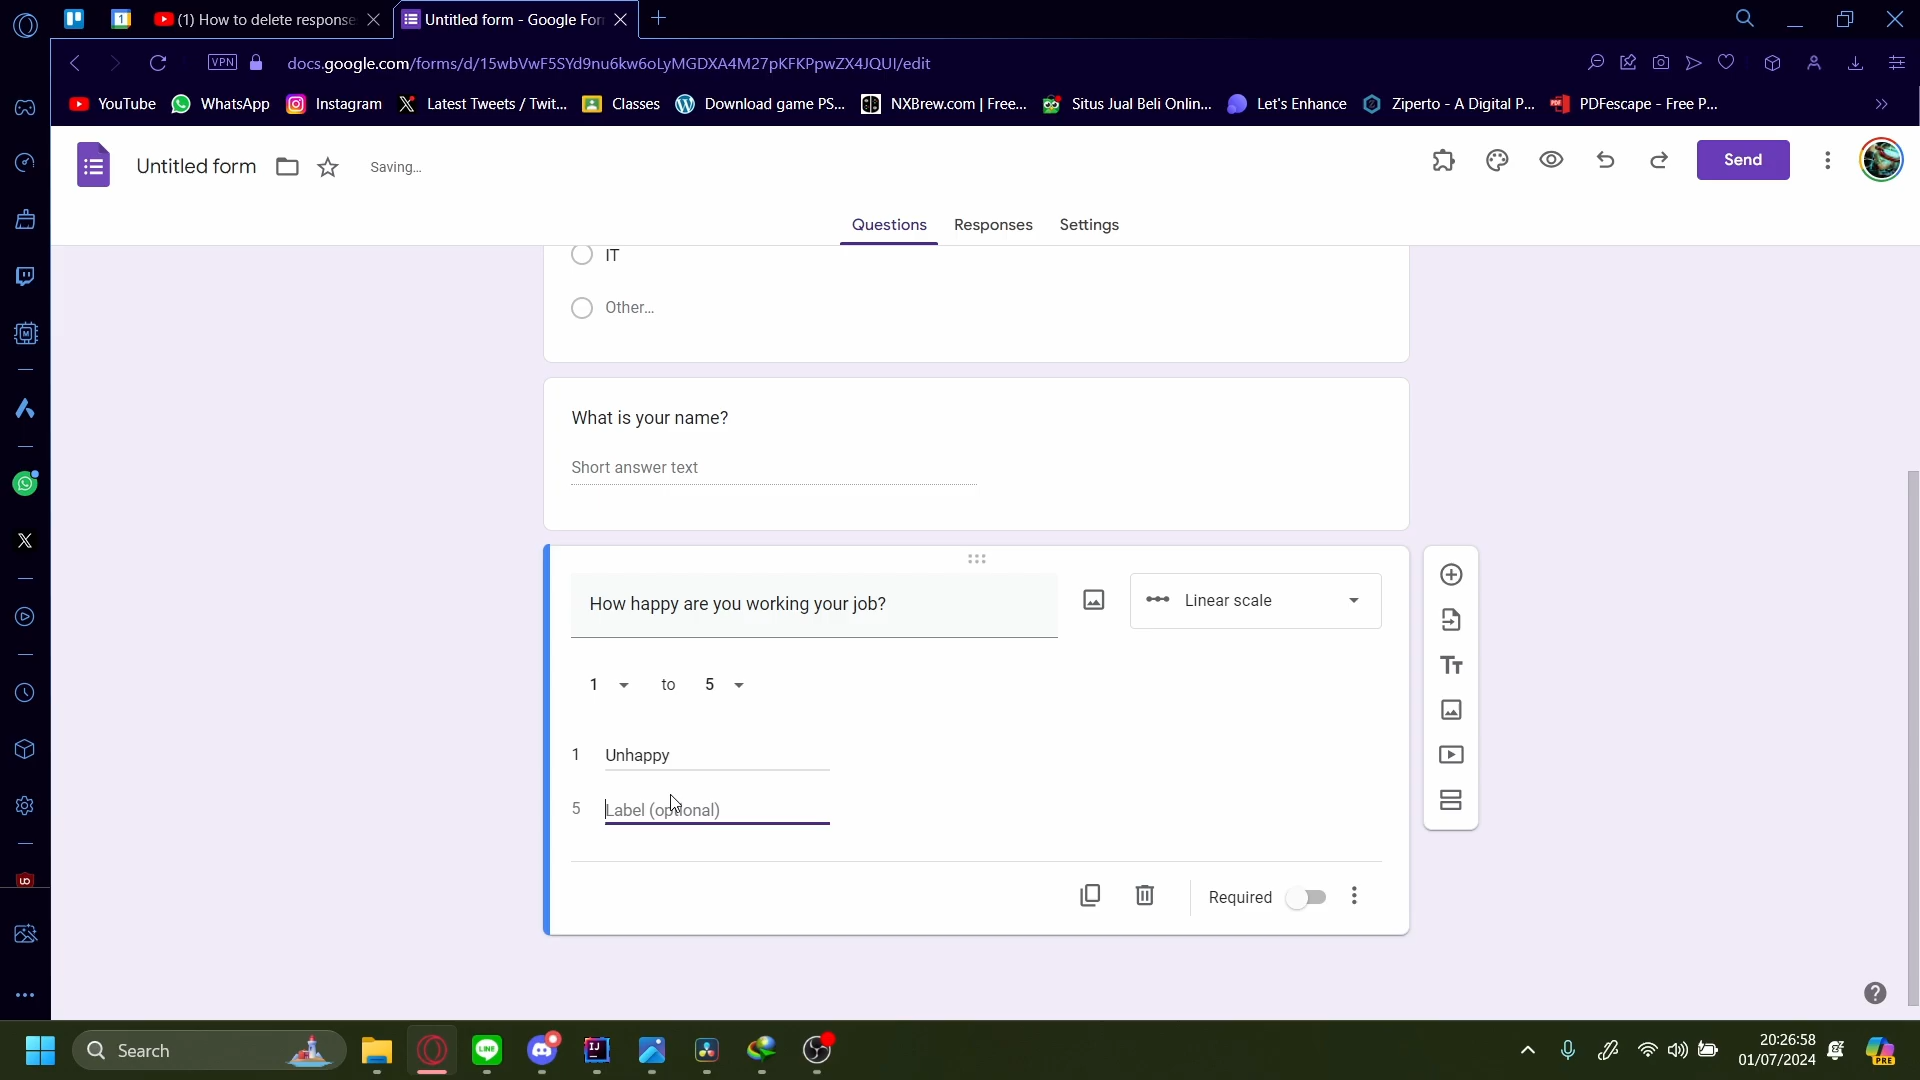 (1) How to delete response
Untitled form - Google For
VPN
docs.google.com/forms/d/15wbVwF5SYd9nu6kw6oLyMGDXA4M27pKFKPpwZX4JQUI/edit
YouTube
WhatsApp
Instagram
Latest Tweets / Twit...
Classes
Download game PS...
NXBrew.com | Free...
Situs Jual Beli Onlin...
Let's Enhance
Ziperto - A Digital P...
PDFescape - Free P...
Untitled form
Saving...
Send
Questions
Responses
Settings
IT
Other...
What is your name?
Short answer text
How happy are you working your job?
Linear scale
1 to 5
1 Unhappy
5 Label (optional)
Required
Search
20:26:58
01/07/2024